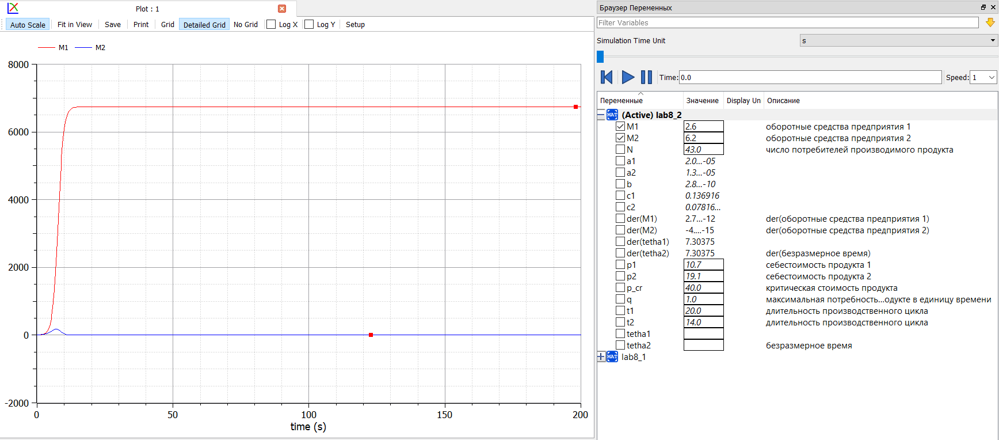 Plot : 1
Auto Scale Fit in View Save Print Grid Detailed Grid No Grid Log X Log Y Setup
M1 M2
8000
6000
4000
2000
0
-2000
0 50 100 150 200
time (s)
Браузер Переменных
Filter Variables
Simulation Time Unit s
Time: 0.0 Speed: 1
Переменные Значение Display Un Описание
MAT (Active) lab8_2
M1 2.6 оборотные средства предприятия 1
M2 6.2 оборотные средства предприятия 2
N 43.0 число потребителей производимого продукта
a1 2.0...-05
a2 1.3...-05
b 2.8...-10
c1 0.136916
c2 0.07816...
der(M1) 2.7...-12 der(оборотные средства предприятия 1)
der(M2) -4....-15 der(оборотные средства предприятия 2)
der(tetha1) 7.30375
der(tetha2) 7.30375 der(безразмерное время)
p1 10.7 себестоимость продукта 1
p2 19.1 себестоимость продукта 2
p_cr 40.0 критическая стоимость продукта
q 1.0 максимальная потребность...одукте в единицу времени
t1 20.0 длительность производственного цикла
t2 14.0 длительность производственного цикла
tetha1
tetha2 безразмерное время
MAT lab8_1